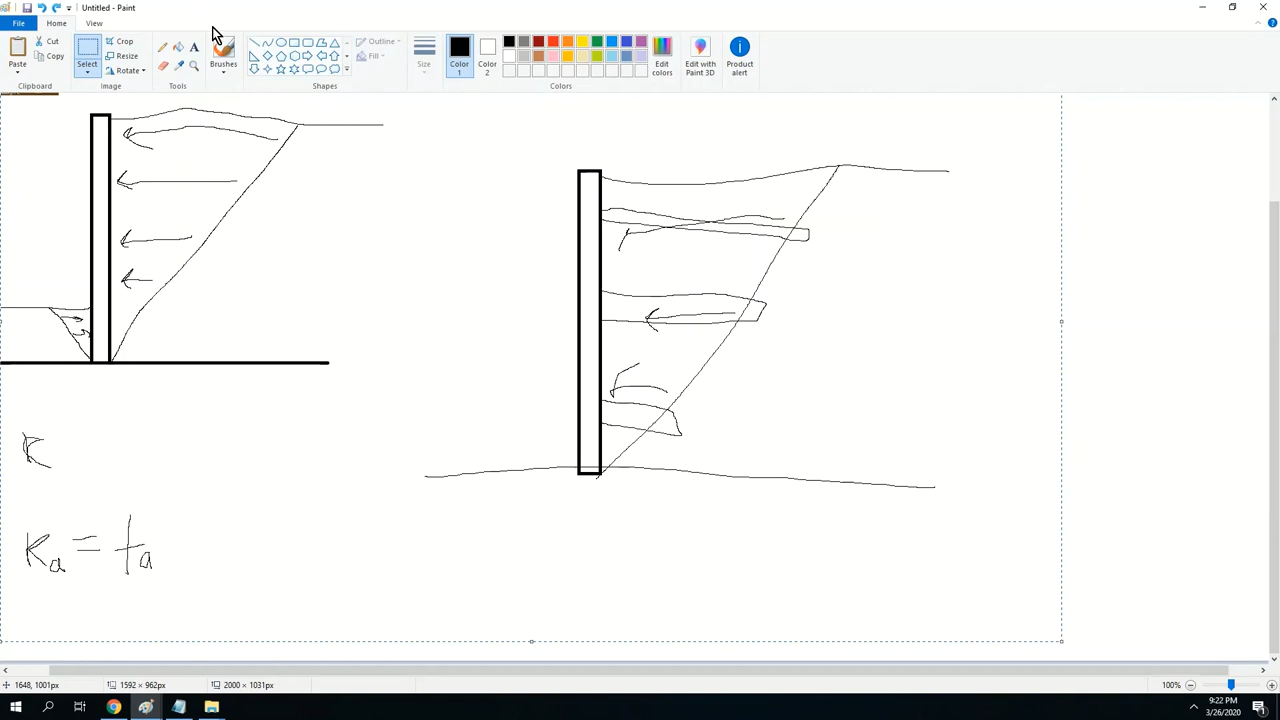 Untitled - Paint
File Home View
Paste
Cut
Copy
Clipboard
Select
Crop
Resize
Rotate
Image
Tools
Brushes
Shapes
Outline
Fill
Size
Color 1
Color 2
Edit colors
Colors
Edit with Paint 3D
Product alert
K
Ka = ta
1648, 1001px
1592 × 962px
2000 × 1031px
100%
9:22 PM
3/26/2020